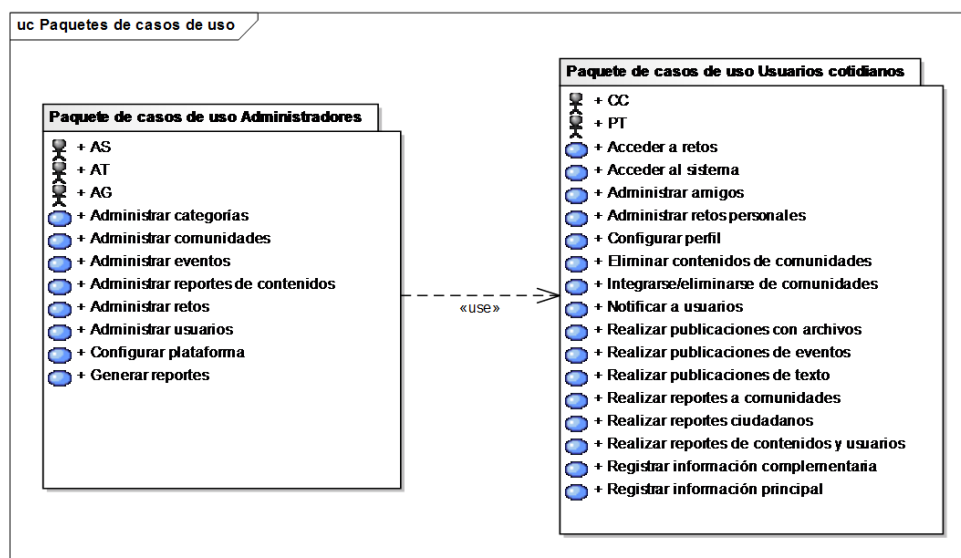 uc Paquetes de casos de uso
Paquete de casos de uso Administradores
+ AS
+ AT
+ AG
+ Administrar categorías
+ Administrar comunidades
+ Administrar eventos
+ Administrar reportes de contenidos
+ Administrar retos
+ Administrar usuarios
+ Configurar plataforma
+ Generar reportes
«use»
Paquete de casos de uso Usuarios cotidianos
+ CC
+ PT
+ Acceder a retos
+ Acceder al sistema
+ Administrar amigos
+ Administrar retos personales
+ Configurar perfil
+ Eliminar contenidos de comunidades
+ Integrarse/eliminarse de comunidades
+ Notificar a usuarios
+ Realizar publicaciones con archivos
+ Realizar publicaciones de eventos
+ Realizar publicaciones de texto
+ Realizar reportes a comunidades
+ Realizar reportes ciudadanos
+ Realizar reportes de contenidos y usuarios
+ Registrar información complementaria
+ Registrar información principal